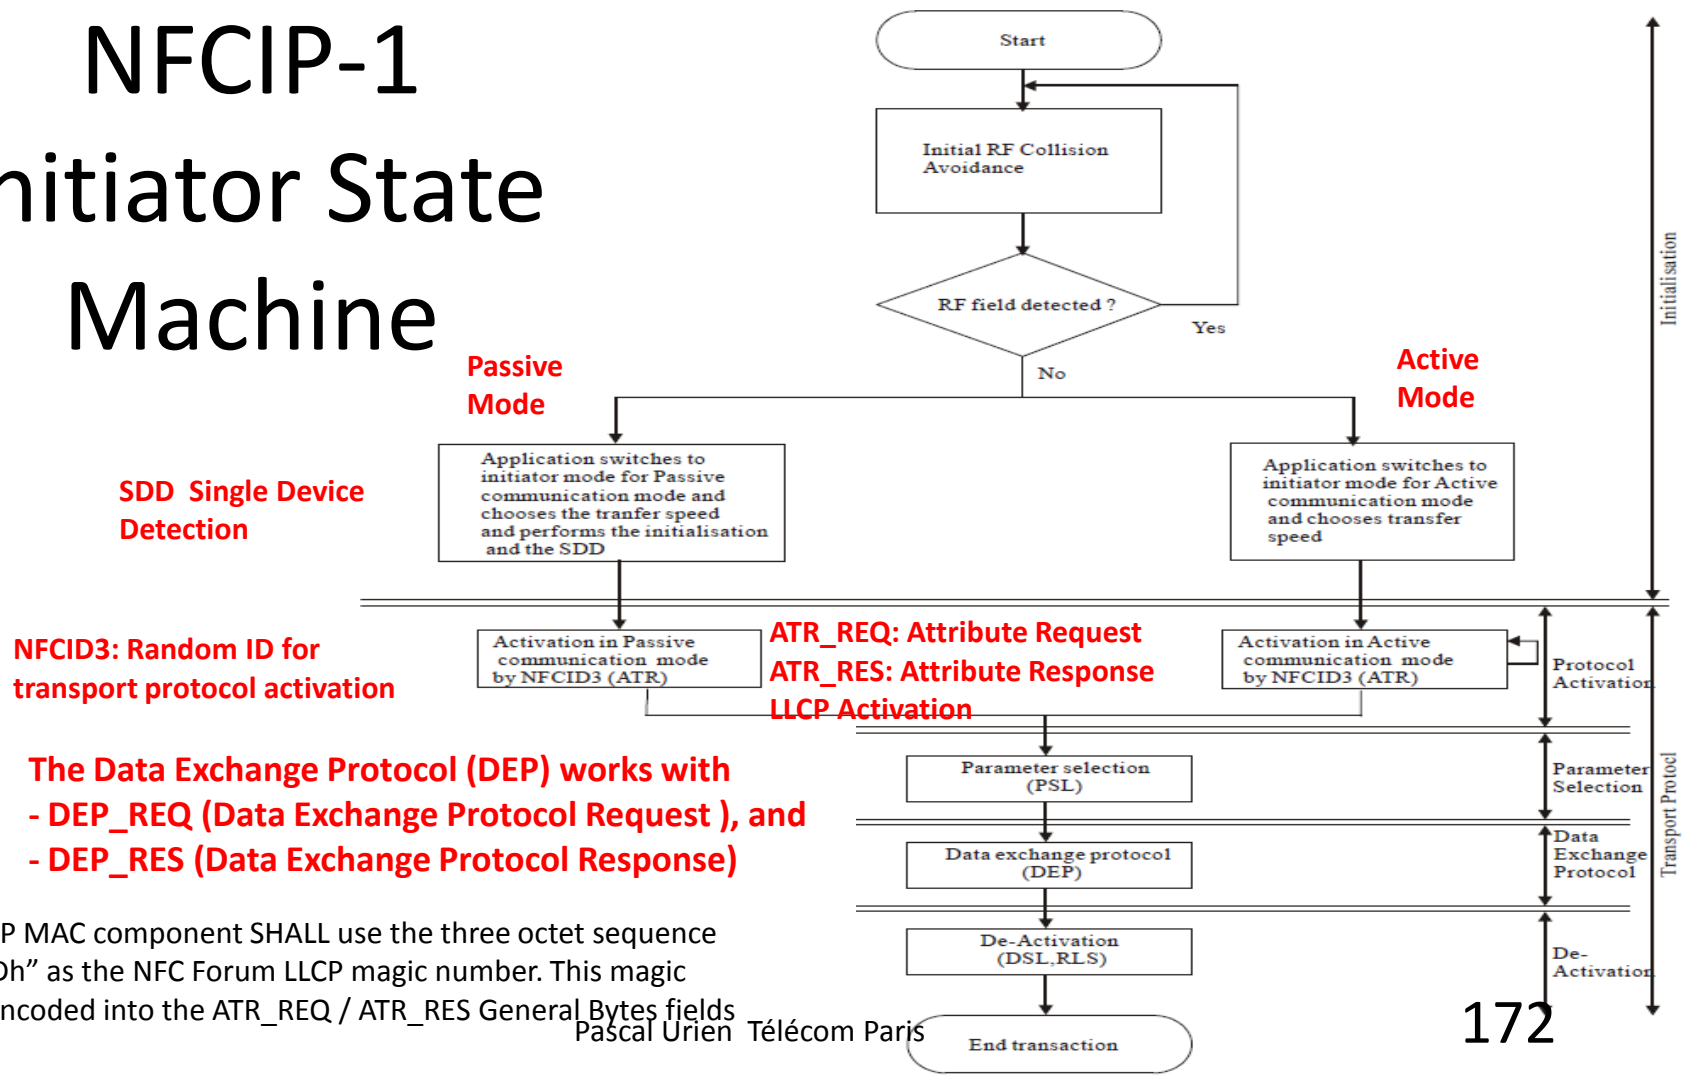 NFCIP-1
nitiator State
Machine
Start
Initial RF Collision
Avoidance
RF field detected ?
Yes
No
Initialisation
Passive
Mode
Active
Mode
SDD  Single Device
Detection
Application switches to
initiator mode for Passive
communication mode and
chooses the tranfer speed
and performs the initialisation
and the SDD
Application switches to
initiator mode for Active
communication mode
and chooses transfer
speed
NFCID3: Random ID for
transport protocol activation
Activation in Passive
communication mode
by NFCID3 (ATR)
ATR_REQ: Attribute Request
ATR_RES: Attribute Response
LLCP Activation
Activation in Active
communication mode
by NFCID3 (ATR)
Protocol
Activation
The Data Exchange Protocol (DEP) works with
- DEP_REQ (Data Exchange Protocol Request ), and
- DEP_RES (Data Exchange Protocol Response)
Parameter selection
(PSL)
Parameter
Selection
Transport Protocl
Data exchange protocol
(DEP)
Data
Exchange
Protocol
P MAC component SHALL use the three octet sequence
Dh” as the NFC Forum LLCP magic number. This magic
ncoded into the ATR_REQ / ATR_RES General Bytes fields
De-Activation
(DSL,RLS)
De-
Activation
Pascal Urien  Télécom Paris
End transaction
172